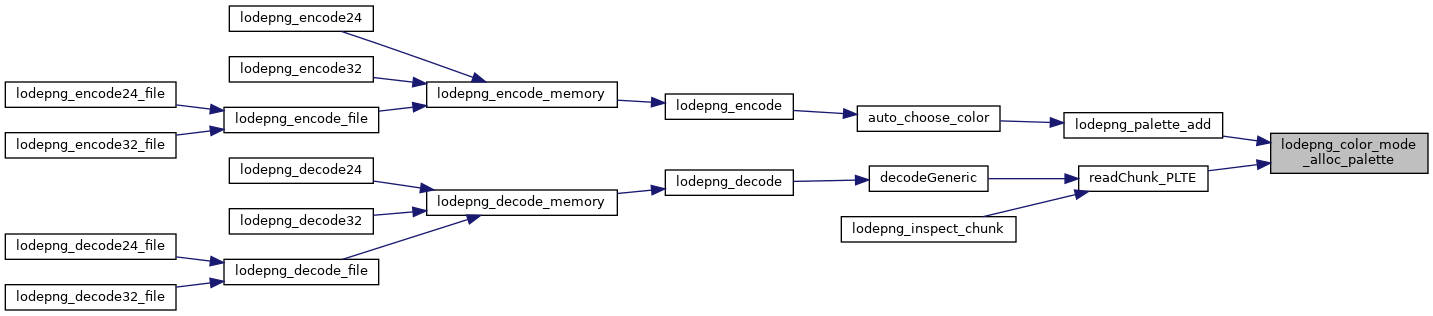 lodepng_encode24
lodepng_encode32
lodepng_encode24_file
lodepng_encode_memory
lodepng_encode
lodepng_encode_file
auto_choose_color
lodepng_palette_add
lodepng_encode32_file
lodepng_color_mode
_alloc_palette
lodepng_decode24
lodepng_decode
decodeGeneric
readChunk_PLTE
lodepng_decode_memory
lodepng_decode32
lodepng_inspect_chunk
lodepng_decode24_file
lodepng_decode_file
lodepng_decode32_file